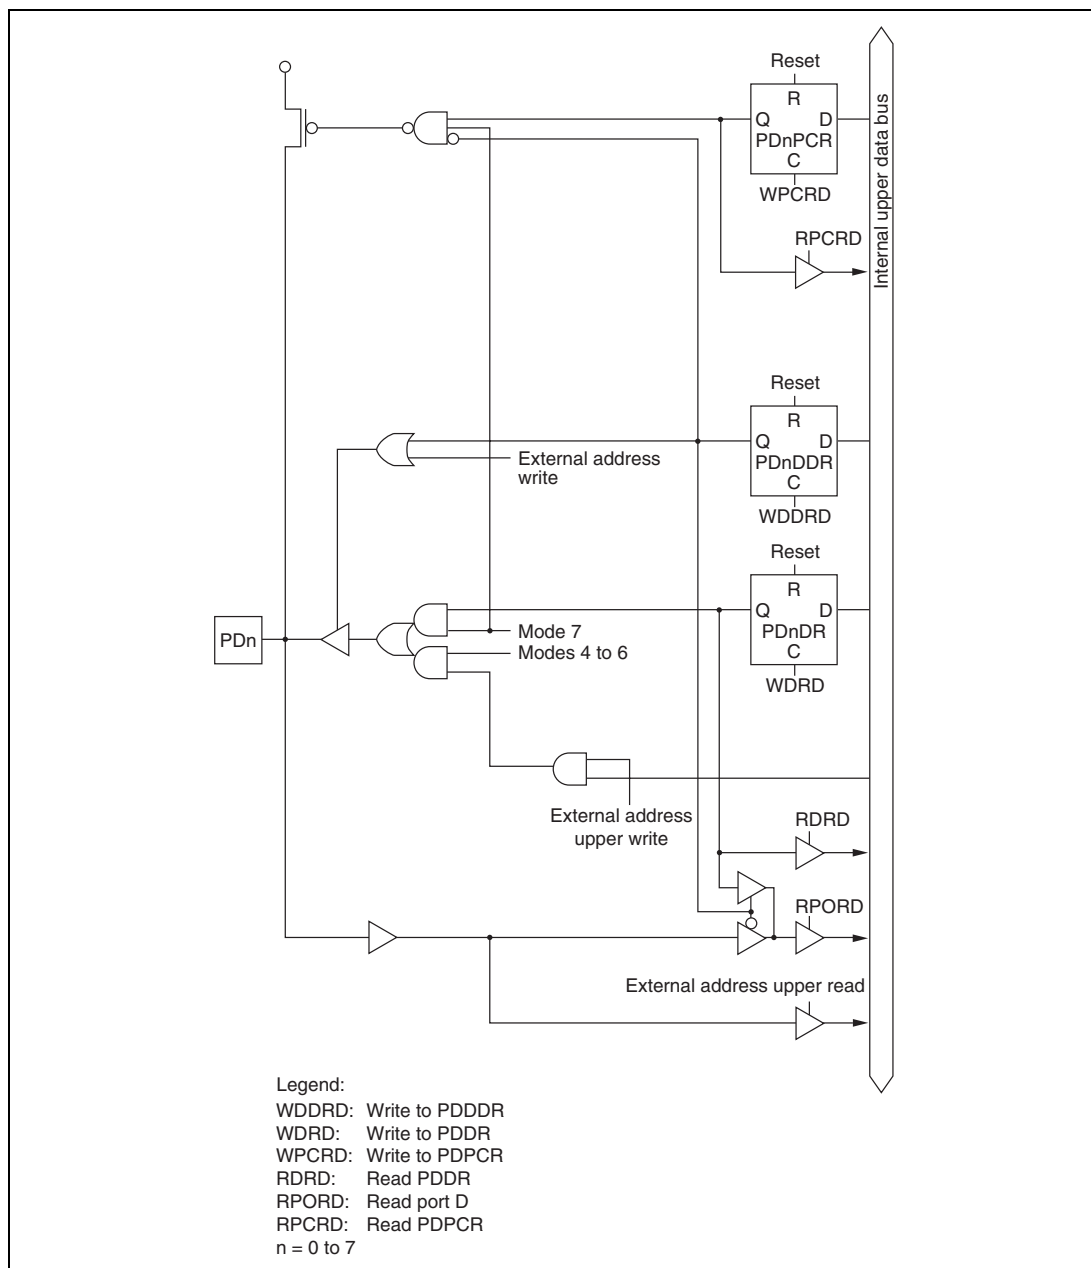 Reset
R
Q D
PDnPCR
C
WPCRD
RPCRD
Internal upper data bus
Reset
R
Q D
PDnDDR
C
WDDRD
External address
write
Reset
R
Q D
PDnDR
C
WDRD
PDn
Mode 7
Modes 4 to 6
External address
upper write
RDRD
RPORD
External address upper read
Legend:
WDDRD: Write to PDDDR
WDRD: Write to PDDR
WPCRD: Write to PDPCR
RDRD: Read PDDR
RPORD: Read port D
RPCRD: Read PDPCR
n = 0 to 7